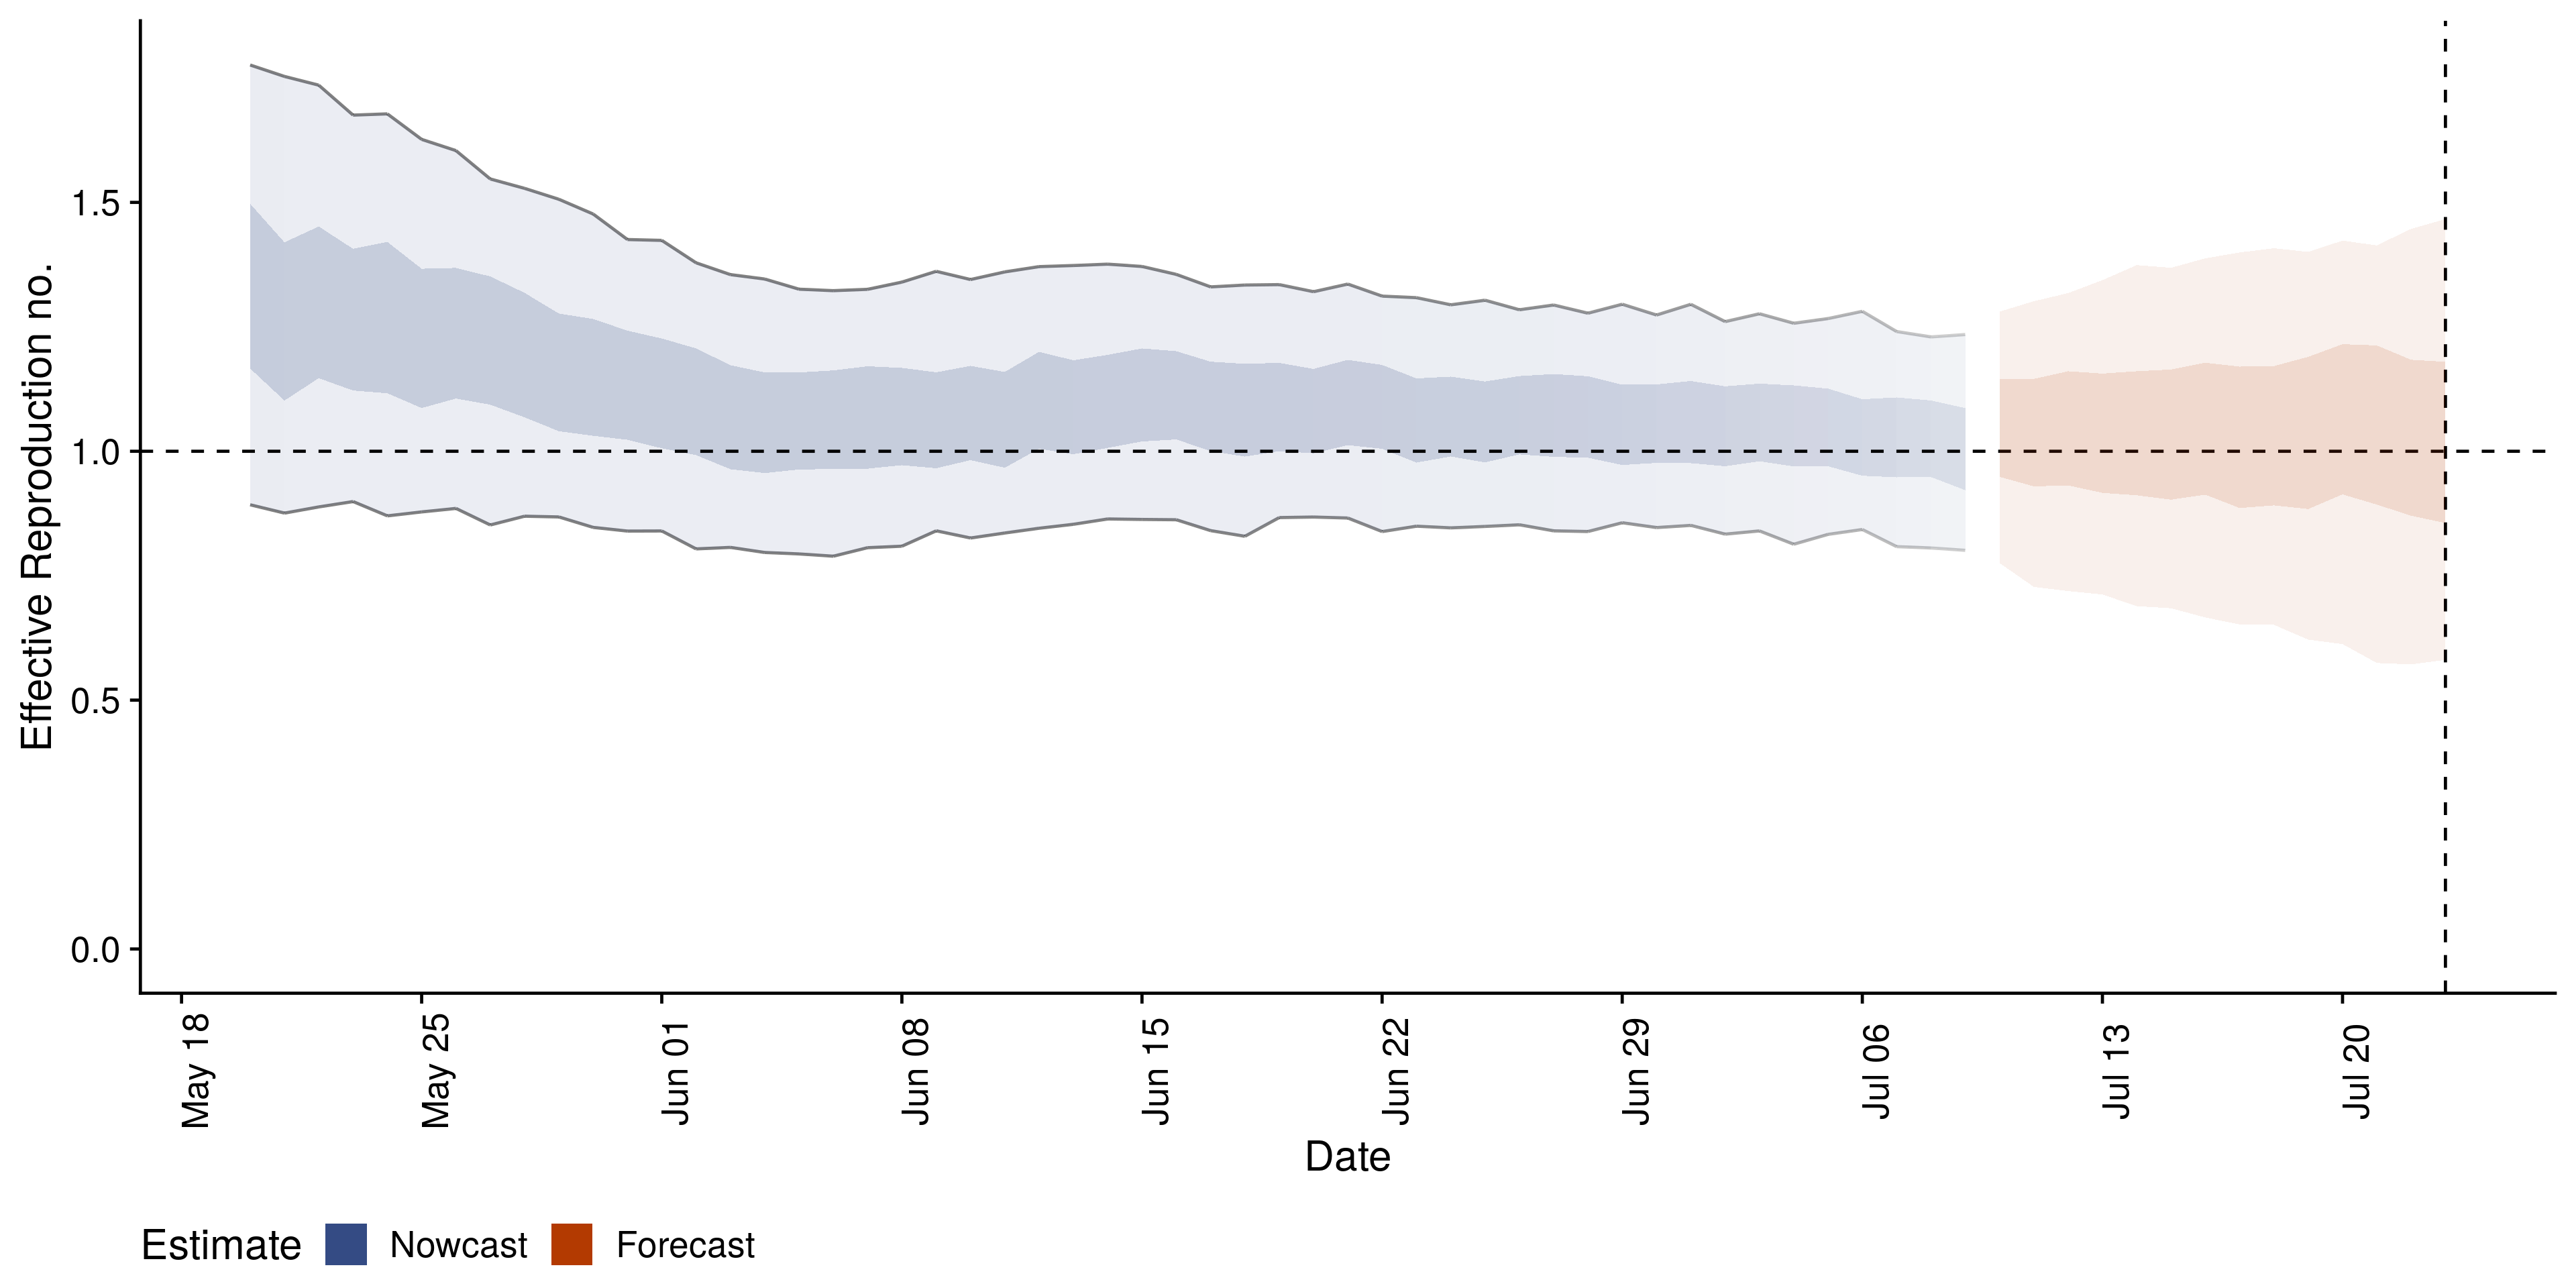 Effective Reproduction no.
1.5
1.0
0.5
0.0
May 18
May 25
Jun 01
Jun 08
Jun 15
Jun 22
Jun 29
Jul 06
Jul 13
Jul 20
Date
Estimate Nowcast Forecast